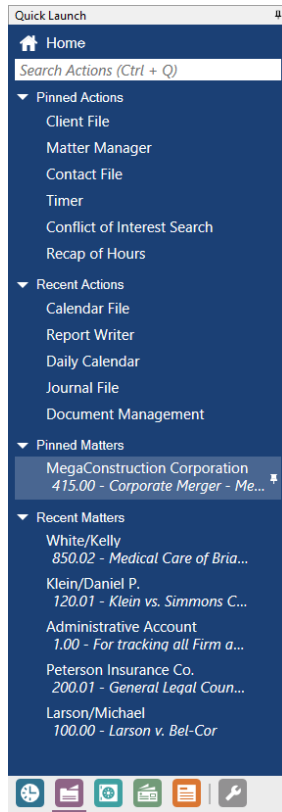 Quick Launch
Home
Search Actions (Ctrl + Q)
Pinned Actions
Client File
Matter Manager
Contact File
Timer
Conflict of Interest Search
Recap of Hours
Recent Actions
Calendar File
Report Writer
Daily Calendar
Journal File
Document Management
Pinned Matters
MegaConstruction Corporation
415.00 - Corporate Merger - Me...
Recent Matters
White/Kelly
850.02 - Medical Care of Bria...
Klein/Daniel P.
120.01 - Klein vs. Simmons C...
Administrative Account
1.00 - For tracking all Firm a...
Peterson Insurance Co.
200.01 - General Legal Coun...
Larson/Michael
100.00 - Larson v. Bel-Cor